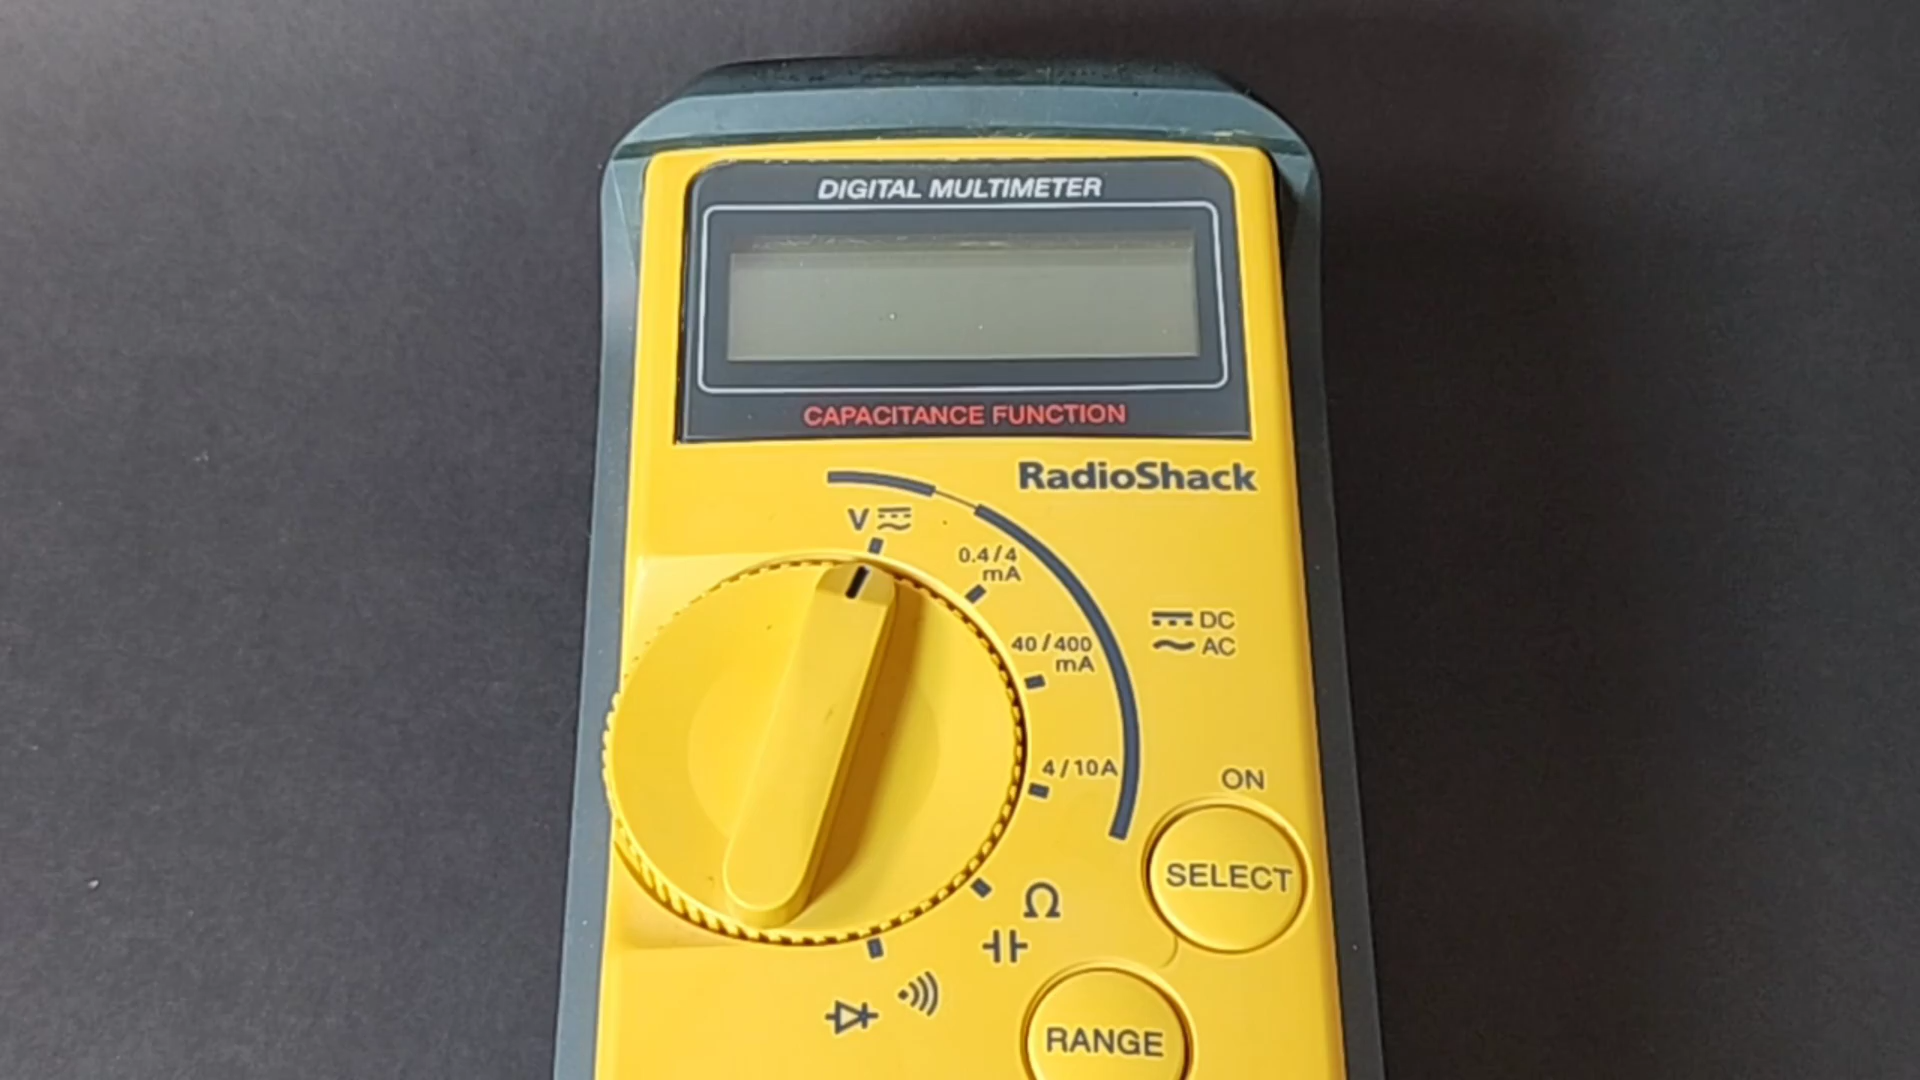 DIGITAL MULTIMETER
CAPACITANCE FUNCTION
RadioShack
V
0.4/4
mA
40/400
mA
DC
AC
4/10A
ON
SELECT
Ω
RANGE